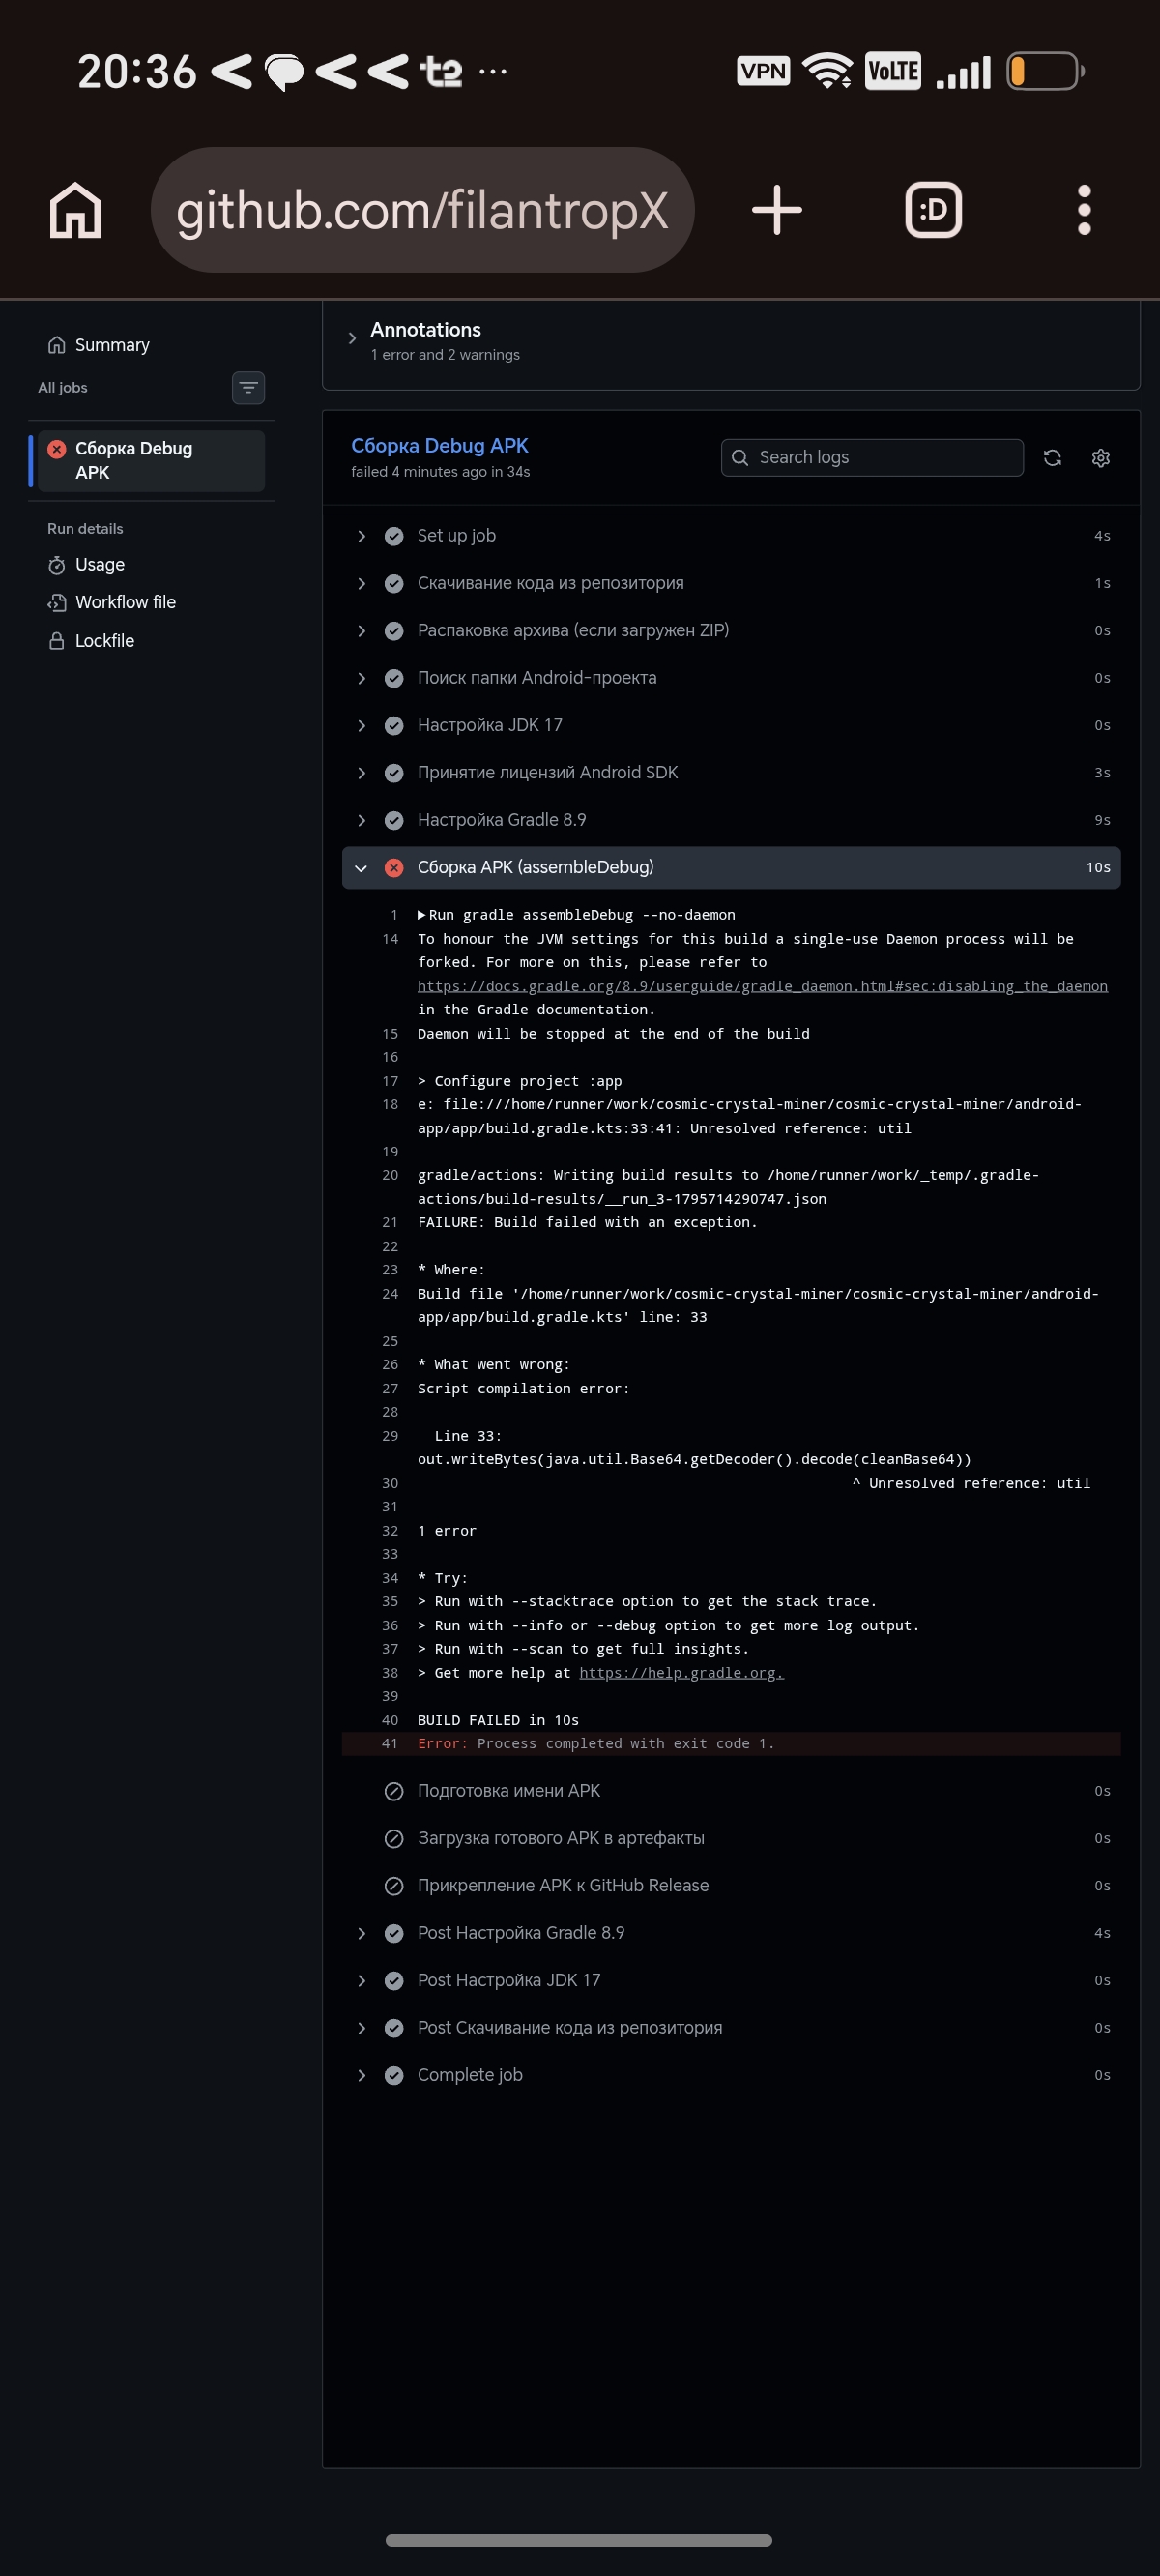 20:36 t2 ... VPN VoLTE
github.com/filantropX :D
Annotations
1 error and 2 warnings
Summary
All jobs
Сборка Debug
APK
Run details
Usage
Workflow file
Lockfile
Сборка Debug APK
failed 4 minutes ago in 34s
Search logs
Set up job 4s
Скачивание кода из репозитория 1s
Распаковка архива (если загружен ZIP) 0s
Поиск папки Android-проекта 0s
Настройка JDK 17 0s
Принятие лицензий Android SDK 3s
Настройка Gradle 8.9 9s
Сборка APK (assembleDebug) 10s
1 Run gradle assembleDebug --no-daemon
14 To honour the JVM settings for this build a single-use Daemon process will be
forked. For more on this, please refer to
https://docs.gradle.org/8.9/userguide/gradle_daemon.html#sec:disabling_the_daemon
in the Gradle documentation.
15 Daemon will be stopped at the end of the build
16
17 > Configure project :app
18 e: file:///home/runner/work/cosmic-crystal-miner/cosmic-crystal-miner/android-
app/app/build.gradle.kts:33:41: Unresolved reference: util
19
20 gradle/actions: Writing build results to /home/runner/work/_temp/.gradle-
actions/build-results/__run_3-1795714290747.json
21 FAILURE: Build failed with an exception.
22
23 * Where:
24 Build file '/home/runner/work/cosmic-crystal-miner/cosmic-crystal-miner/android-
app/app/build.gradle.kts' line: 33
25
26 * What went wrong:
27 Script compilation error:
28
29 Line 33:
out.writeBytes(java.util.Base64.getDecoder().decode(cleanBase64))
30 ^ Unresolved reference: util
31
32 1 error
33
34 * Try:
35 > Run with --stacktrace option to get the stack trace.
36 > Run with --info or --debug option to get more log output.
37 > Run with --scan to get full insights.
38 > Get more help at https://help.gradle.org.
39
40 BUILD FAILED in 10s
41 Error: Process completed with exit code 1.
Подготовка имени APK 0s
Загрузка готового APK в артефакты 0s
Прикрепление APK к GitHub Release 0s
Post Настройка Gradle 8.9 4s
Post Настройка JDK 17 0s
Post Скачивание кода из репозитория 0s
Complete job 0s